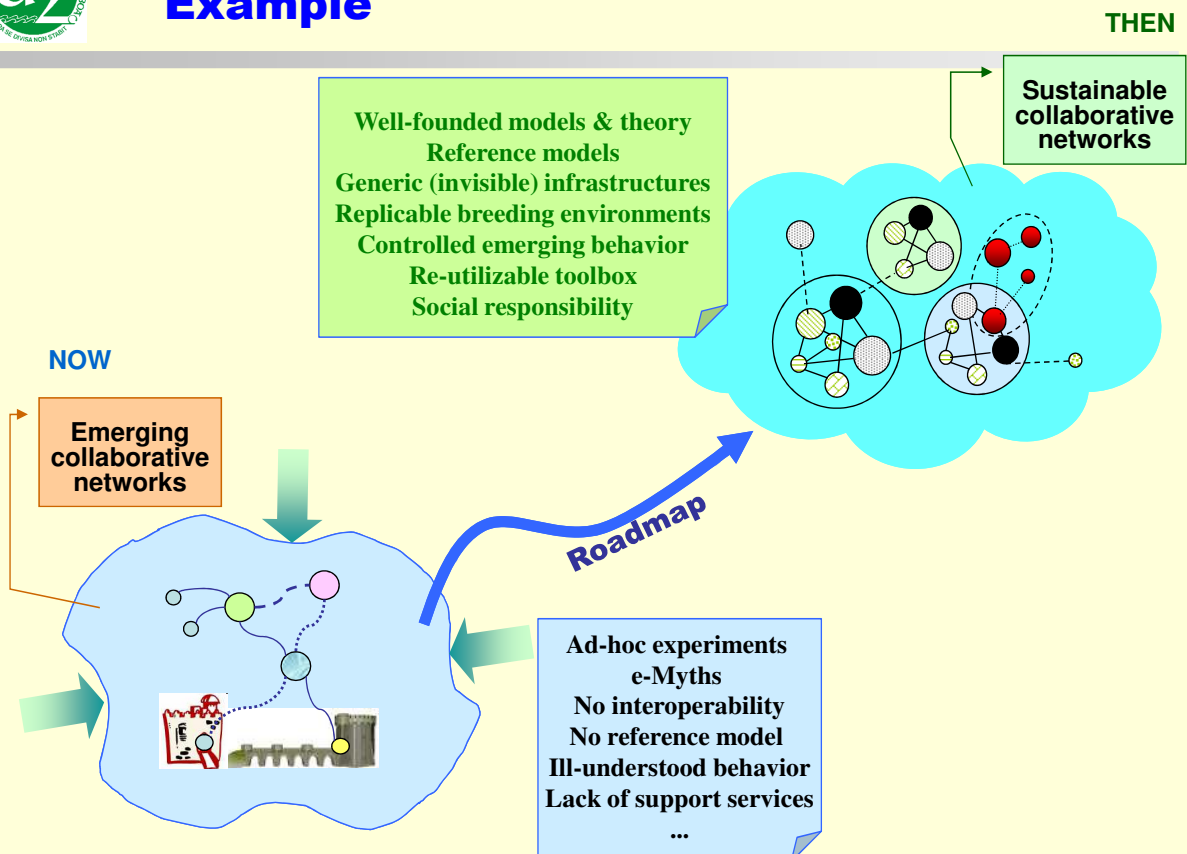 Example
THEN
Sustainable
collaborative
networks
Well-founded models & theory
Reference models
Generic (invisible) infrastructures
Replicable breeding environments
Controlled emerging behavior
Re-utilizable toolbox
Social responsibility
NOW
Emerging
collaborative
networks
Roadmap
Ad-hoc experiments
e-Myths
No interoperability
No reference model
Ill-understood behavior
Lack of support services
...